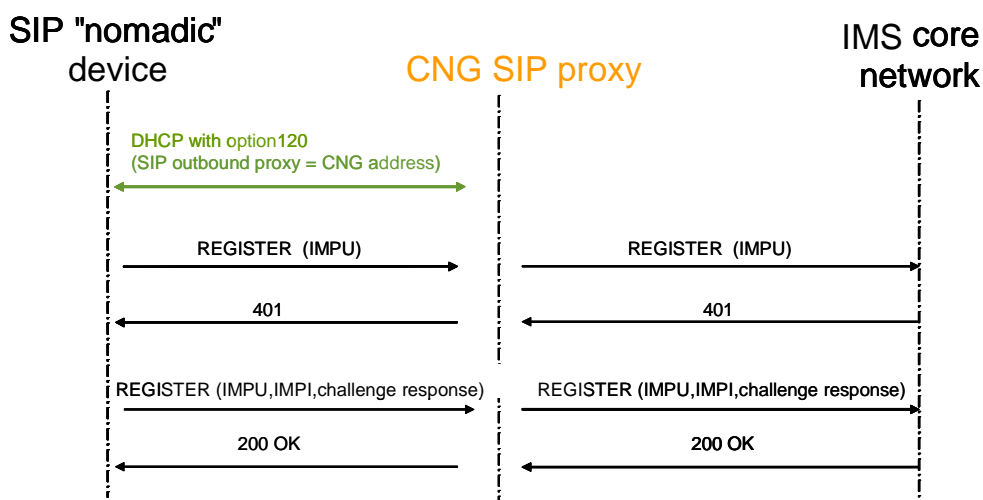 SIP "nomadic"
device
CNG SIP proxy
IMS core
network
DHCP with option120
(SIP outbound proxy = CNG address)
REGISTER (IMPU)
REGISTER (IMPU)
401
401
REGISTER (IMPU,IMPI,challenge response)
REGISTER (IMPU,IMPI,challenge response)
200 OK
200 OK